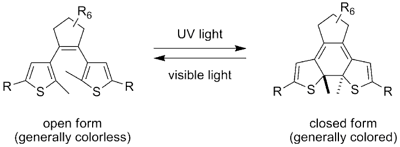 R6
UV light
visible light
R
S
S
R
R
S
S
R
R6
open form
(generally colorless)
closed form
(generally colored)